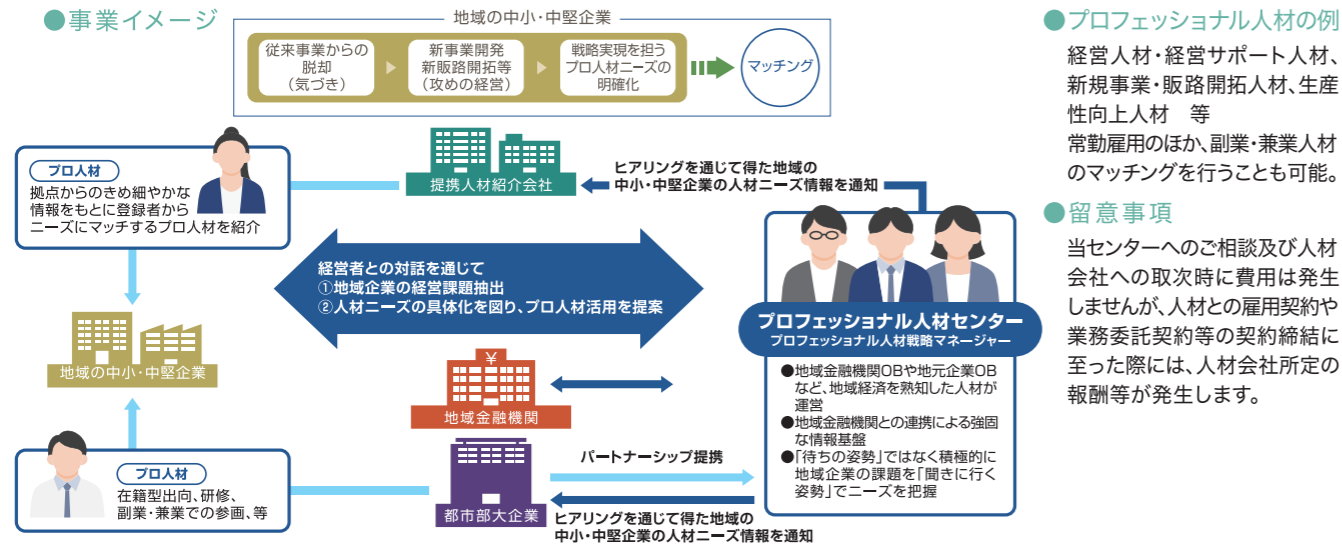 ●事業イメージ
地域の中小・中堅企業
従来事業からの
脱却
(気づき)
新事業開発
新販路開拓等
(攻めの経営)
戦略実現を担う
プロ人材ニーズの
明確化
マッチング
プロ人材
拠点からのきめ細やかな
情報をもとに登録者から
ニーズにマッチするプロ人材を紹介
提携人材紹介会社
ヒアリングを通じて得た地域の
中小・中堅企業の人材ニーズ情報を通知
経営者との対話を通じて
①地域企業の経営課題抽出
②人材ニーズの具体化を図り、プロ人材活用を提案
地域の中小・中堅企業
¥
地域金融機関
プロ人材
在籍型出向、研修、
副業・兼業での参画、等
都市部大企業
パートナーシップ提携
ヒアリングを通じて得た地域の
中小・中堅企業の人材ニーズ情報を通知
プロフェッショナル人材センター
プロフェッショナル人材戦略マネージャー
●地域金融機関OBや地元企業OB
など、地域経済を熟知した人材が
運営
●地域金融機関との連携による強固
な情報基盤
●「待ちの姿勢」ではなく積極的に
地域企業の課題を「聞きに行く
姿勢」でニーズを把握
●プロフェッショナル人材の例
経営人材・経営サポート人材、
新規事業・販路開拓人材、生産
性向上人材　等
常勤雇用のほか、副業・兼業人材
のマッチングを行うことも可能。
●留意事項
当センターへのご相談及び人材
会社への取次時に費用は発生
しませんが、人材との雇用契約や
業務委託契約等の契約締結に
至った際には、人材会社所定の
報酬等が発生します。